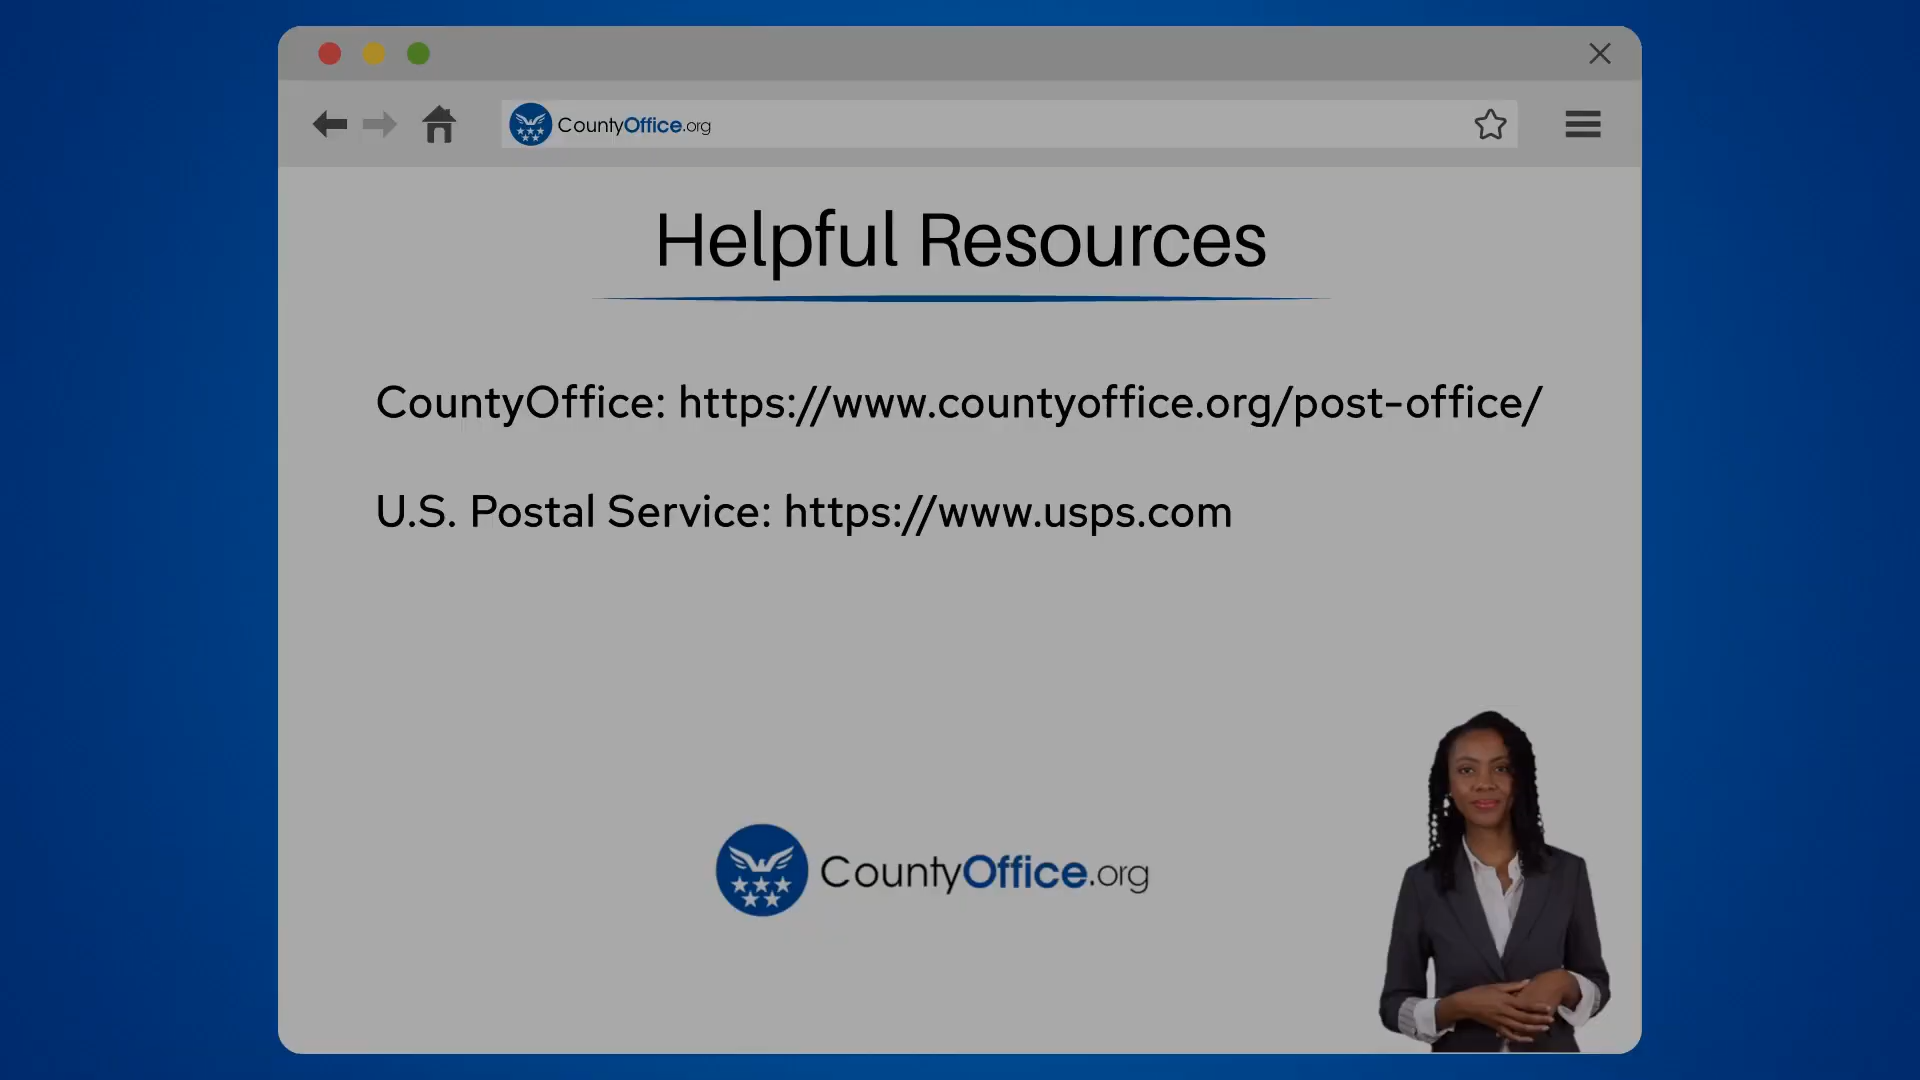 CountyOffice.org
Helpful Resources
CountyOffice: https://www.countyoffice.org/post-office/
U.S. Postal Service: https://www.usps.com
CountyOffice.org